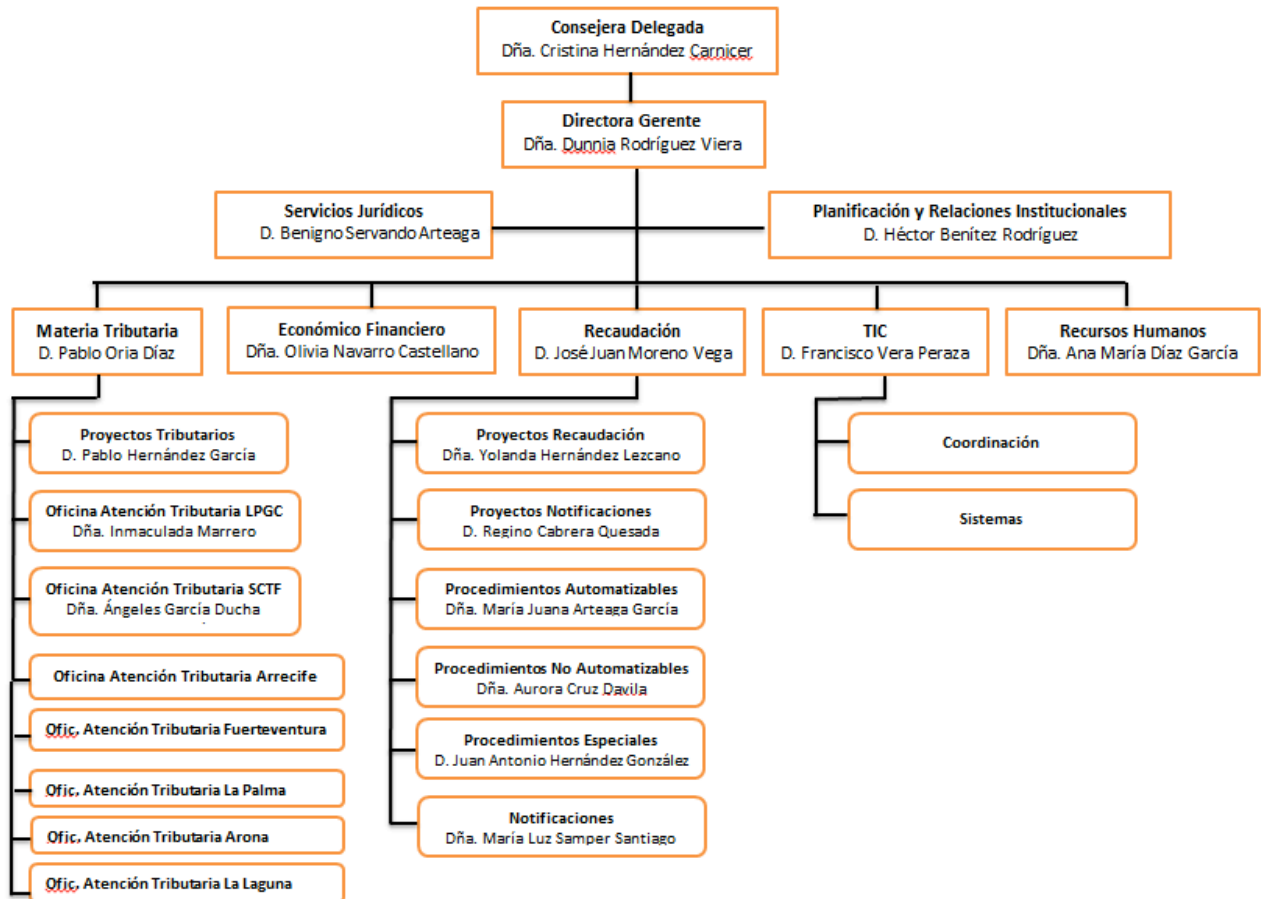 Consejera Delegada
Dña. Cristina Hernández Carnicer
Directora Gerente
Dña. Dunnia Rodríguez Viera
Servicios Jurídicos
D. Benigno Servando Arteaga
Planificación y Relaciones Institucionales
D. Héctor Benítez Rodríguez
Materia Tributaria
D. Pablo Oria Díaz
Económico Financiero
Dña. Olivia Navarro Castellano
Recaudación
D. José Juan Moreno Vega
TIC
D. Francisco Vera Peraza
Recursos Humanos
Dña. Ana María Díaz García
Proyectos Tributarios
D. Pablo Hernández García
Oficina Atención Tributaria LPGC
Dña. Inmaculada Marrero
Oficina Atención Tributaria SCTF
Dña. Ángeles García Ducha
Oficina Atención Tributaria Arrecife
Ofic. Atención Tributaria Fuerteventura
Ofic. Atención Tributaria La Palma
Ofic. Atención Tributaria Arona
Ofic. Atención Tributaria La Laguna
Proyectos Recaudación
Dña. Yolanda Hernández Lezcano
Proyectos Notificaciones
D. Regino Cabrera Quesada
Procedimientos Automatizables
Dña. María Juana Arteaga García
Procedimientos No Automatizables
Dña. Aurora Cruz Davila
Procedimientos Especiales
D. Juan Antonio Hernández González
Notificaciones
Dña. María Luz Samper Santiago
Coordinación
Sistemas